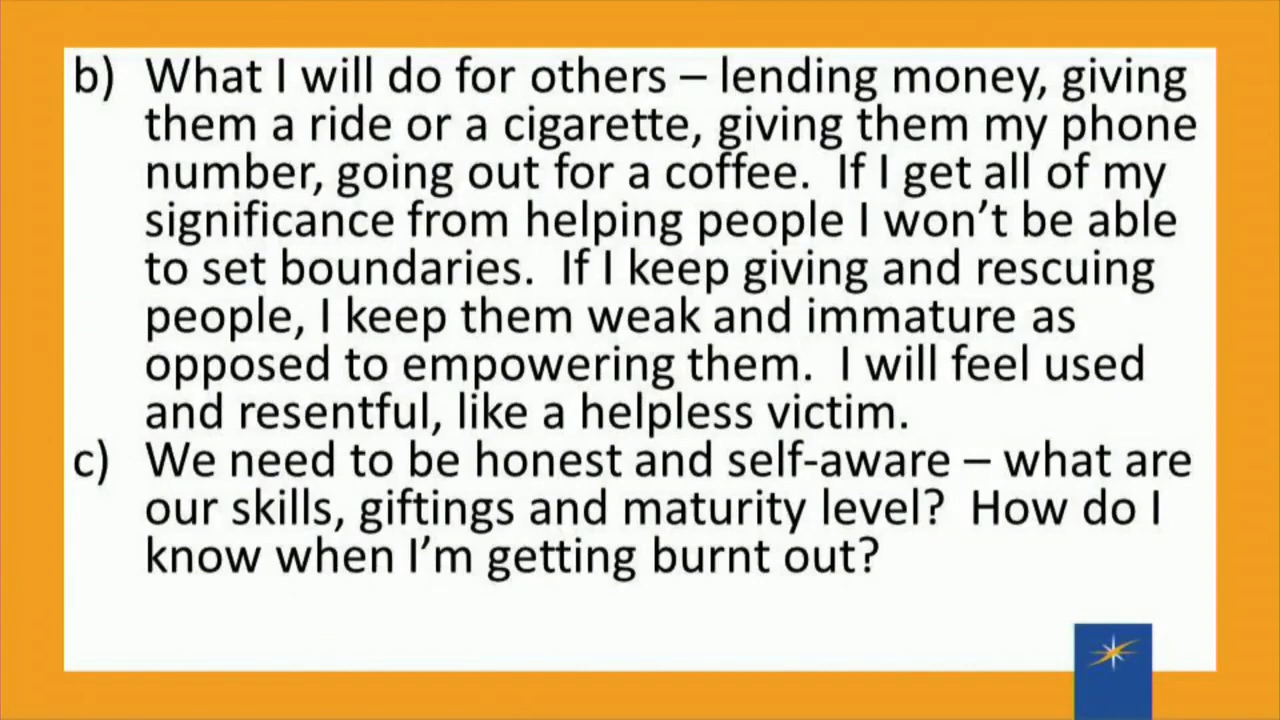 b) What I will do for others – lending money, giving
them a ride or a cigarette, giving them my phone
number, going out for a coffee.  If I get all of my
significance from helping people I won’t be able
to set boundaries.  If I keep giving and rescuing
people, I keep them weak and immature as
opposed to empowering them.  I will feel used
and resentful, like a helpless victim.
c) We need to be honest and self-aware – what are
our skills, giftings and maturity level?  How do I
know when I’m getting burnt out?